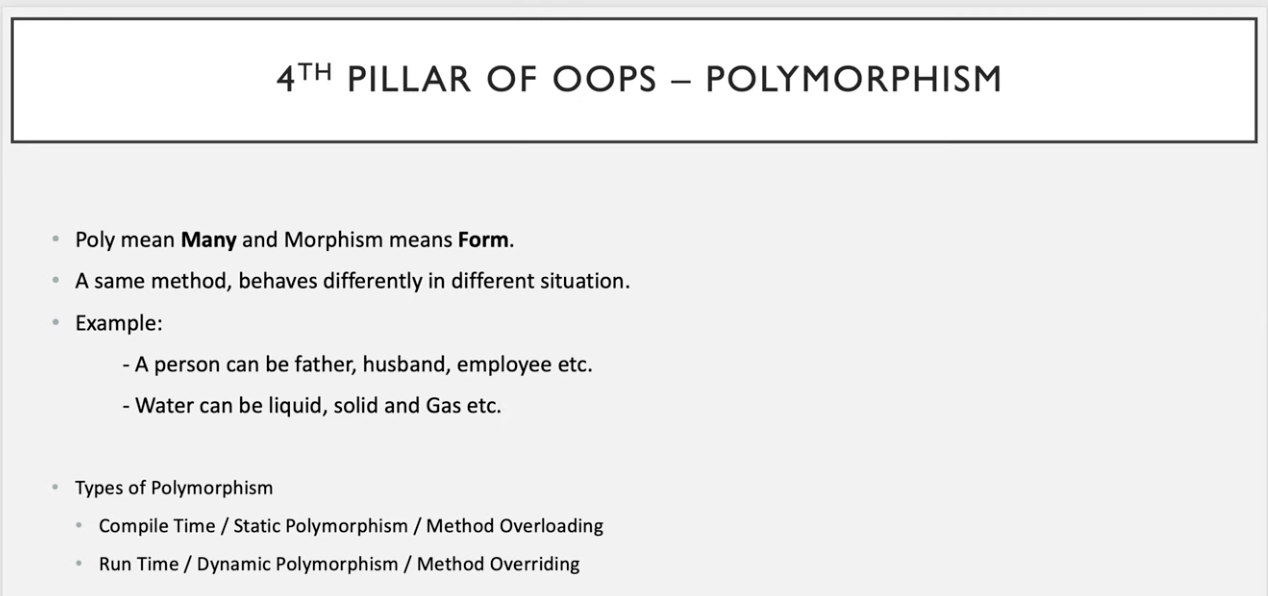 4TH PILLAR OF OOPS – POLYMORPHISM
• Poly mean Many and Morphism means Form.
• A same method, behaves differently in different situation.
• Example:
- A person can be father, husband, employee etc.
- Water can be liquid, solid and Gas etc.
• Types of Polymorphism
• Compile Time / Static Polymorphism / Method Overloading
• Run Time / Dynamic Polymorphism / Method Overriding